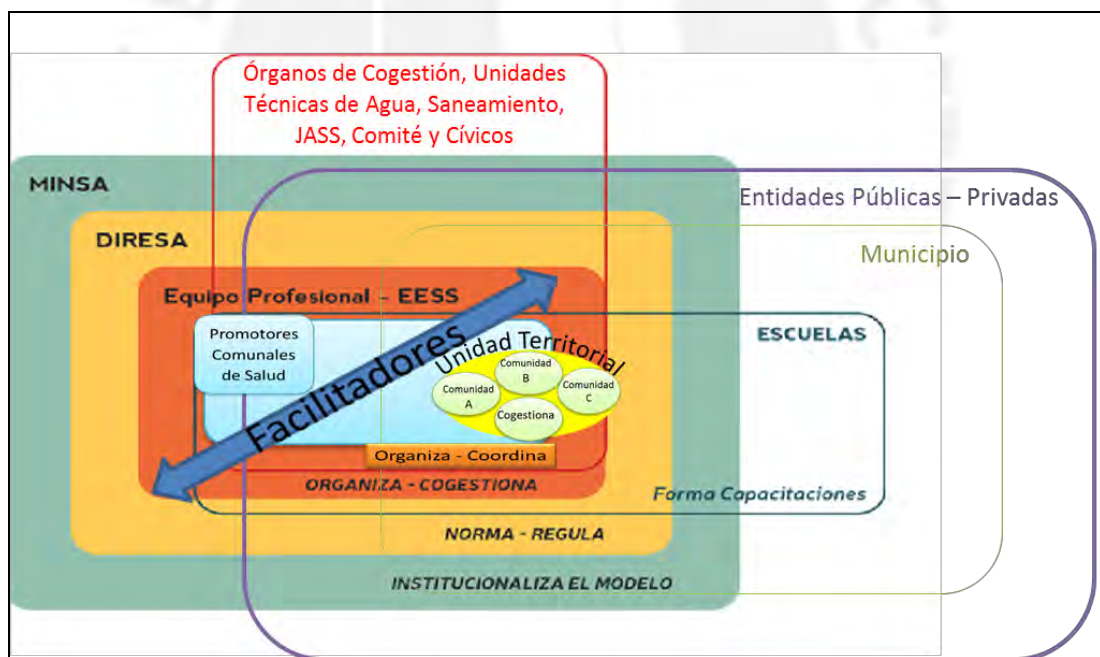 Órganos de Cogestión, Unidades
Técnicas de Agua, Saneamiento,
JASS, Comité y Cívicos
MINSA
Entidades Públicas – Privadas
DIRESA
Municipio
Equipo Profesional - EESS
ESCUELAS
Promotores
Comunales
de Salud
Facilitadores
Unidad Territorial
Comunidad
B
Comunidad
A
Comunidad
C
Cogestiona
Organiza - Coordina
ORGANIZA - COGESTIONA
Forma Capacitaciones
NORMA - REGULA
INSTITUCIONALIZA EL MODELO